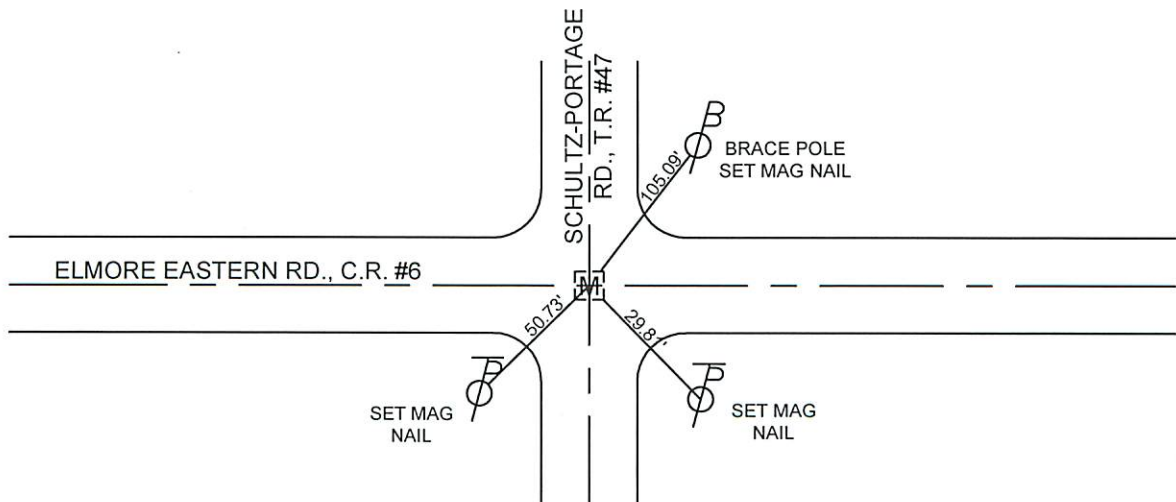 SCHULTZ-PORTAGE
RD., T.R. #47
BRACE POLE
SET MAG NAIL
105.09'
ELMORE EASTERN RD., C.R. #6
M
50.73'
29.81'
SET MAG
NAIL
SET MAG
NAIL